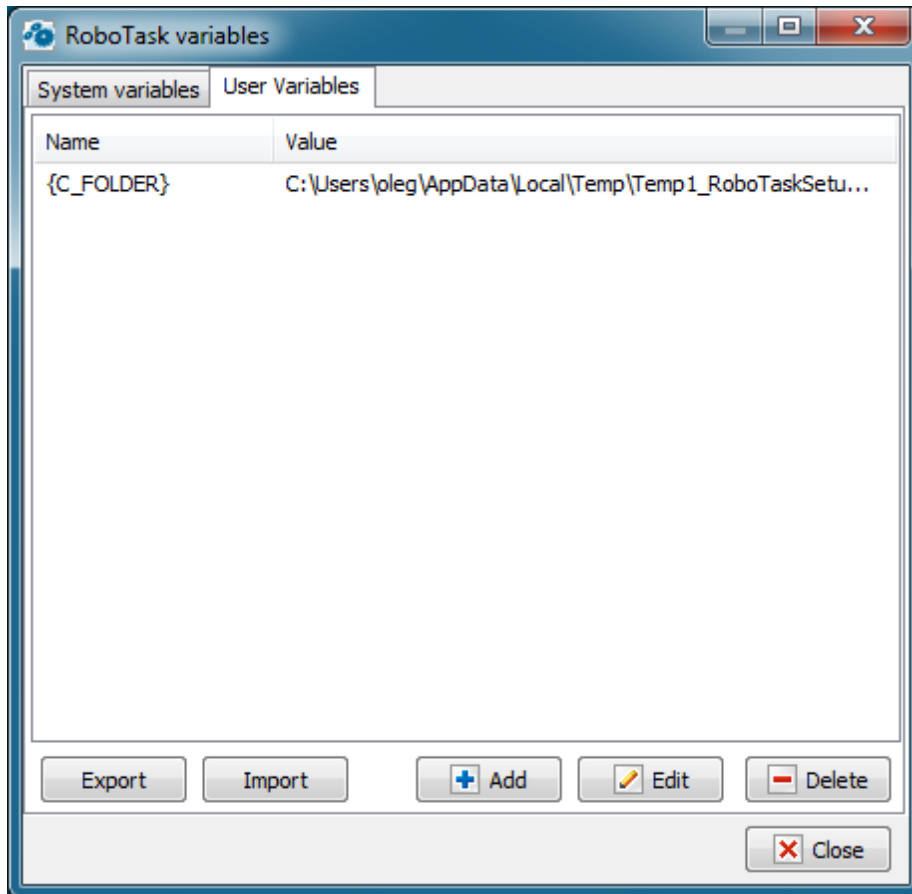 RoboTask variables
System variables User Variables
Name Value
{C_FOLDER} C:\Users\oleg\AppData\Local\Temp\Temp1_RoboTaskSetu...
Export Import Add Edit Delete
Close